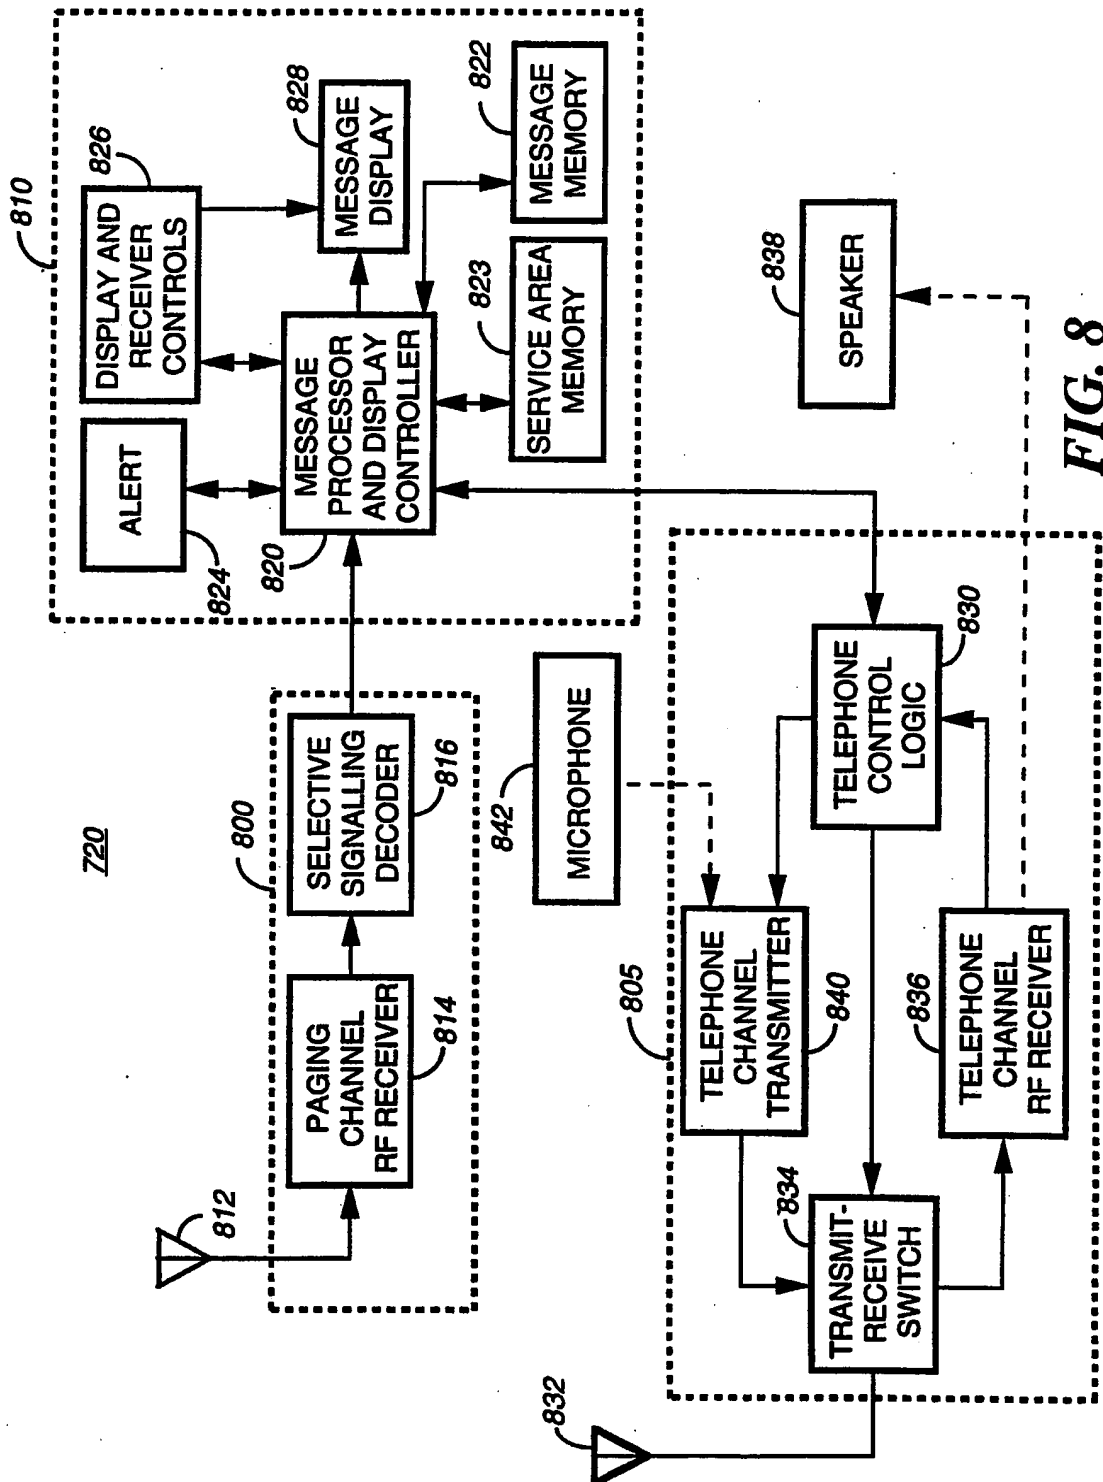 720
810
826
DISPLAY AND
RECEIVER
CONTROLS
828
MESSAGE
DISPLAY
822
MESSAGE
MEMORY
ALERT
824
MESSAGE
PROCESSOR
AND DISPLAY
CONTROLLER
820
823
SERVICE AREA
MEMORY
800
SELECTIVE
SIGNALLING
DECODER
816
PAGING
CHANNEL
RF RECEIVER
814
812
842
MICROPHONE
838
SPEAKER
805
TELEPHONE
CHANNEL
TRANSMITTER
840
TELEPHONE
CONTROL
LOGIC
830
834
TRANSMIT-
RECEIVE
SWITCH
836
TELEPHONE
CHANNEL
RF RECEIVER
832
FIG. 8